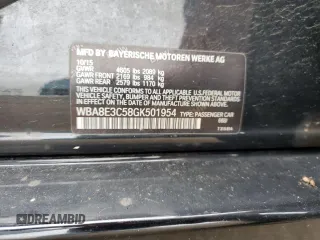 MFD. BY BAYERISCHE MOTOREN WERKE AG
10/15
GVWR 4605 lbs 2089 kg
GAWR FRONT 2169 lbs 984 kg
GAWR REAR 2579 lbs 1170 kg
THIS VEHICLE CONFORMS TO ALL APPLICABLE U.S. FEDERAL MOTOR
VEHICLE SAFETY, BUMPER, AND THEFT PREVENTION STANDARDS IN
EFFECT ON THE DATE OF MANUFACTURE SHOWN ABOVE.
WBA8E3C58GK501954 TYPE: PASSENGER CAR
DREAMBID